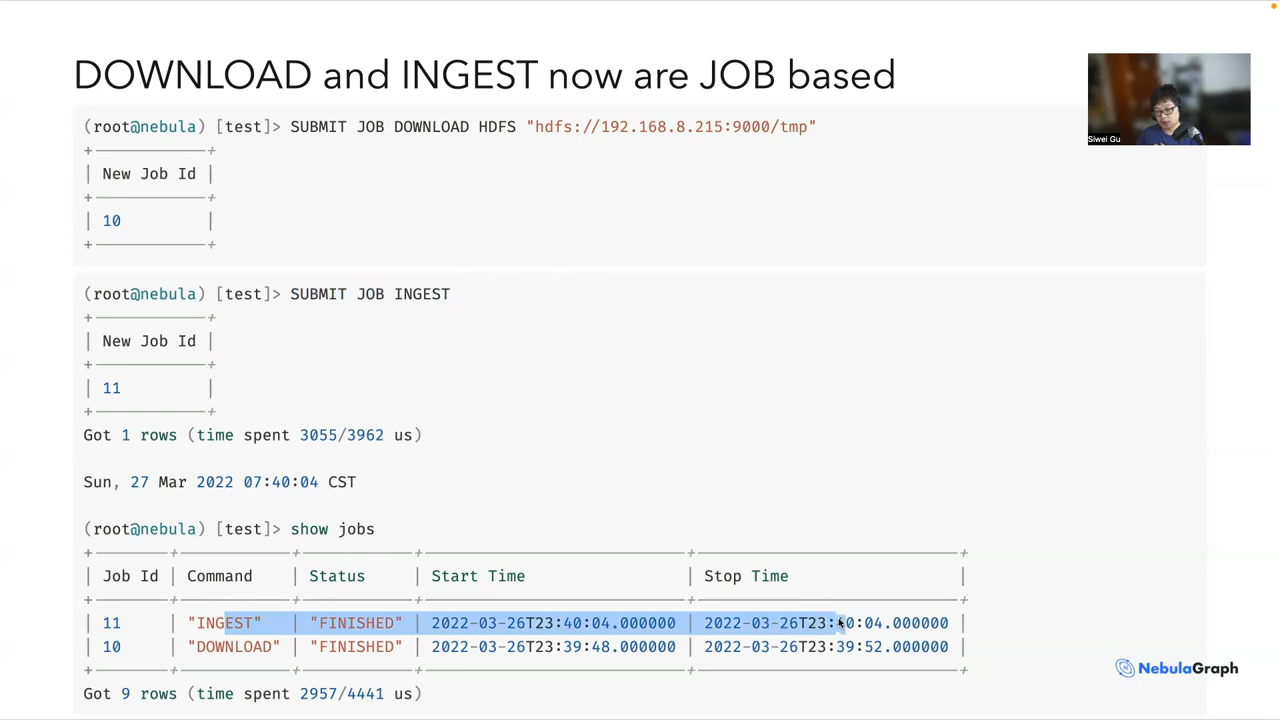 DOWNLOAD and INGEST now are JOB based
(root@nebula) [test]> SUBMIT JOB DOWNLOAD HDFS "hdfs://192.168.8.215:9000/tmp"
| New Job Id |
| 10 |
(root@nebula) [test]> SUBMIT JOB INGEST
| New Job Id |
| 11 |
Got 1 rows (time spent 3055/3962 us)
Sun, 27 Mar 2022 07:40:04 CST
(root@nebula) [test]> show jobs
| Job Id | Command | Status | Start Time | Stop Time |
| 11 | "INGEST" | "FINISHED" | 2022-03-26T23:40:04.000000 | 2022-03-26T23:40:04.000000 |
| 10 | "DOWNLOAD" | "FINISHED" | 2022-03-26T23:39:48.000000 | 2022-03-26T23:39:52.000000 |
Got 9 rows (time spent 2957/4441 us)
Siwei Gu
NebulaGraph